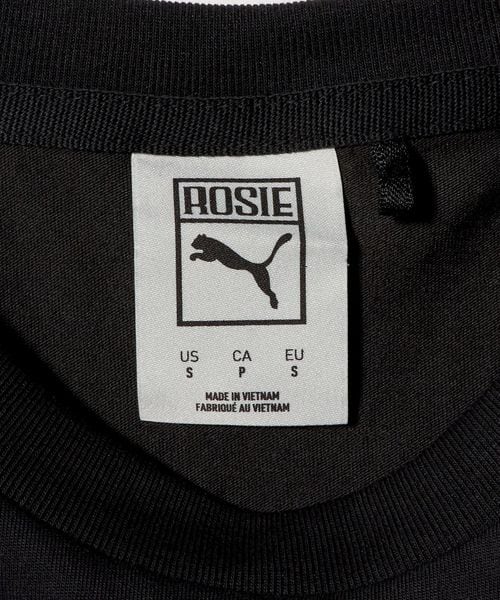 ROSIE
US CA EU
S P S
MADE IN VIETNAM
FABRIQUÉ AU VIETNAM